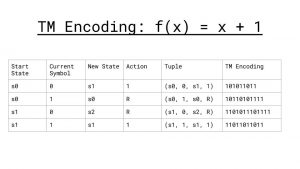 TM Encoding: f(x) = x + 1
Start State | Current Symbol | New State | Action | Tuple | TM Encoding
s0 | 0 | s1 | 1 | (s0, 0, s1, 1) | 101011011
s0 | 1 | s0 | R | (s0, 1, s0, R) | 10110101111
s1 | 0 | s2 | R | (s1, 0, s2, R) | 1101011101111
s1 | 1 | s1 | 1 | (s1, 1, s1, 1) | 11011011011